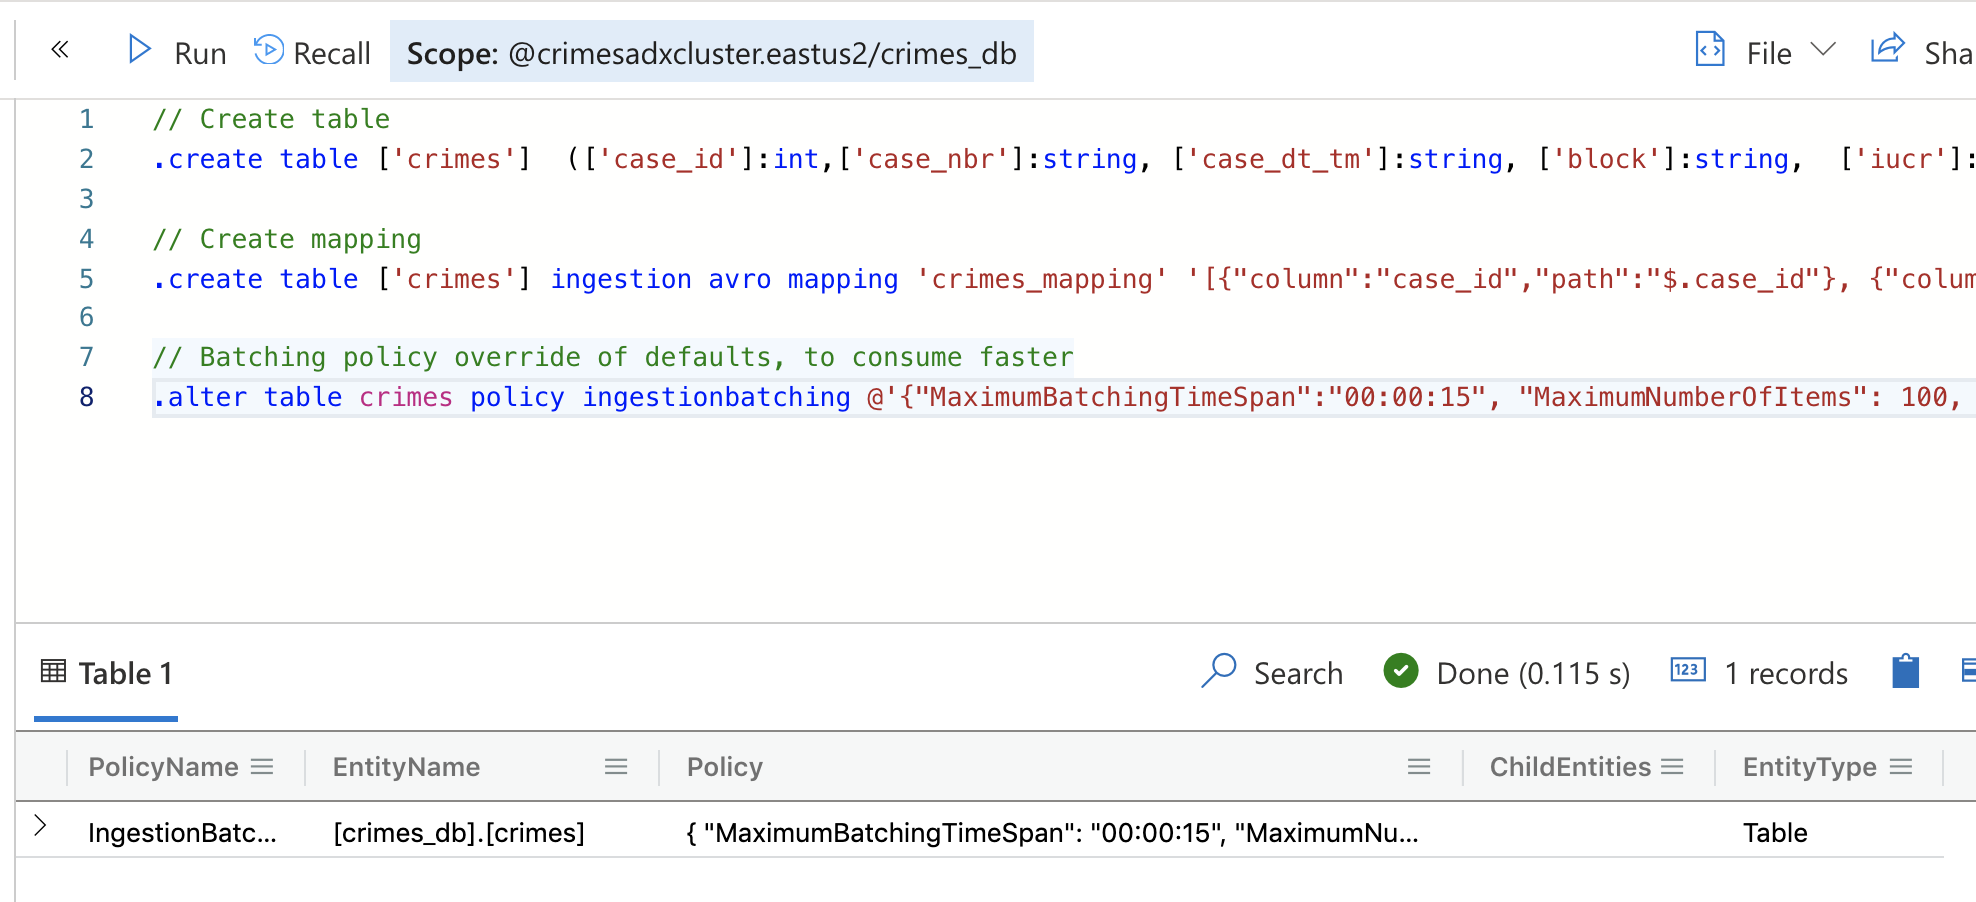 Run Recall Scope: @crimesadxcluster.eastus2/crimes_db File
1 // Create table
2 .create table ['crimes']  (['case_id']:int,['case_nbr']:string, ['case_dt_tm']:string, ['block']:string,  ['iucr']:
3
4 // Create mapping
5 .create table ['crimes'] ingestion avro mapping 'crimes_mapping' '[{"column":"case_id","path":"$.case_id"}, {"colum
6
7 // Batching policy override of defaults, to consume faster
8 .alter table crimes policy ingestionbatching @'{"MaximumBatchingTimeSpan":"00:00:15", "MaximumNumberOfItems": 100,
Table 1 Search Done (0.115 s) 123 1 records
PolicyName EntityName Policy ChildEntities EntityType
IngestionBatc... [crimes_db].[crimes] { "MaximumBatchingTimeSpan": "00:00:15", "MaximumNu... Table